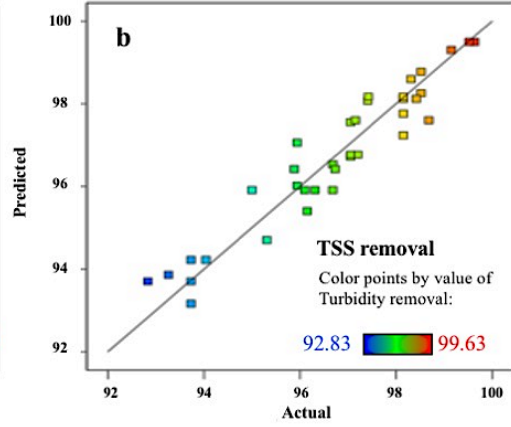 100
b
98
Predicted
96
94
92
TSS removal
Color points by value of
Turbidity removal:
92.83
99.63
92 94 96 98 100
Actual